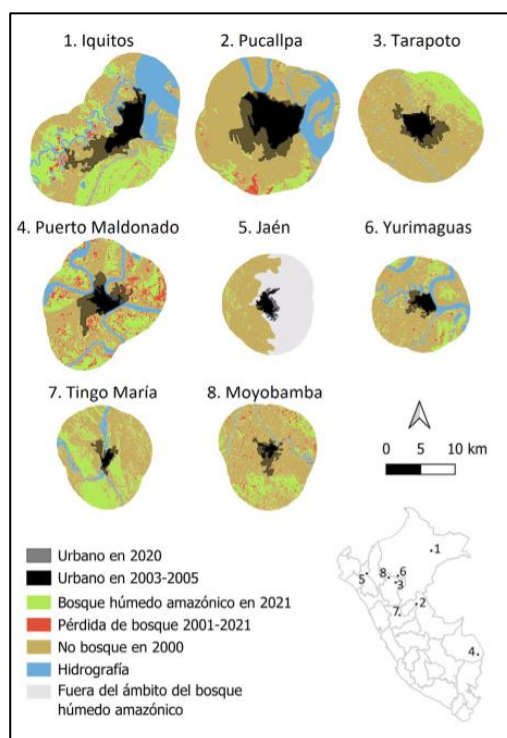 1. Iquitos
2. Pucallpa
3. Tarapoto
4. Puerto Maldonado
5. Jaén
6. Yurimaguas
7. Tingo María
8. Moyobamba
0 5 10 km
Urbano en 2020
Urbano en 2003-2005
Bosque húmedo amazónico en 2021
Pérdida de bosque 2001-2021
No bosque en 2000
Hidrografía
Fuera del ámbito del bosque
húmedo amazónico
1
5
8
6
3
7
2
4